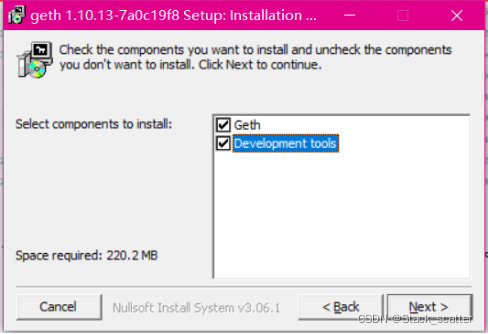 geth 1.10.13-7a0c19f8 Setup: Installation ...
Check the components you want to install and uncheck the components
you don't want to install. Click Next to continue.
Select components to install:
Geth
Development tools
Space required: 220.2 MB
Cancel
Nullsoft Install System v3.06.1
< Back
Next >
CSDN @Stack_scatter